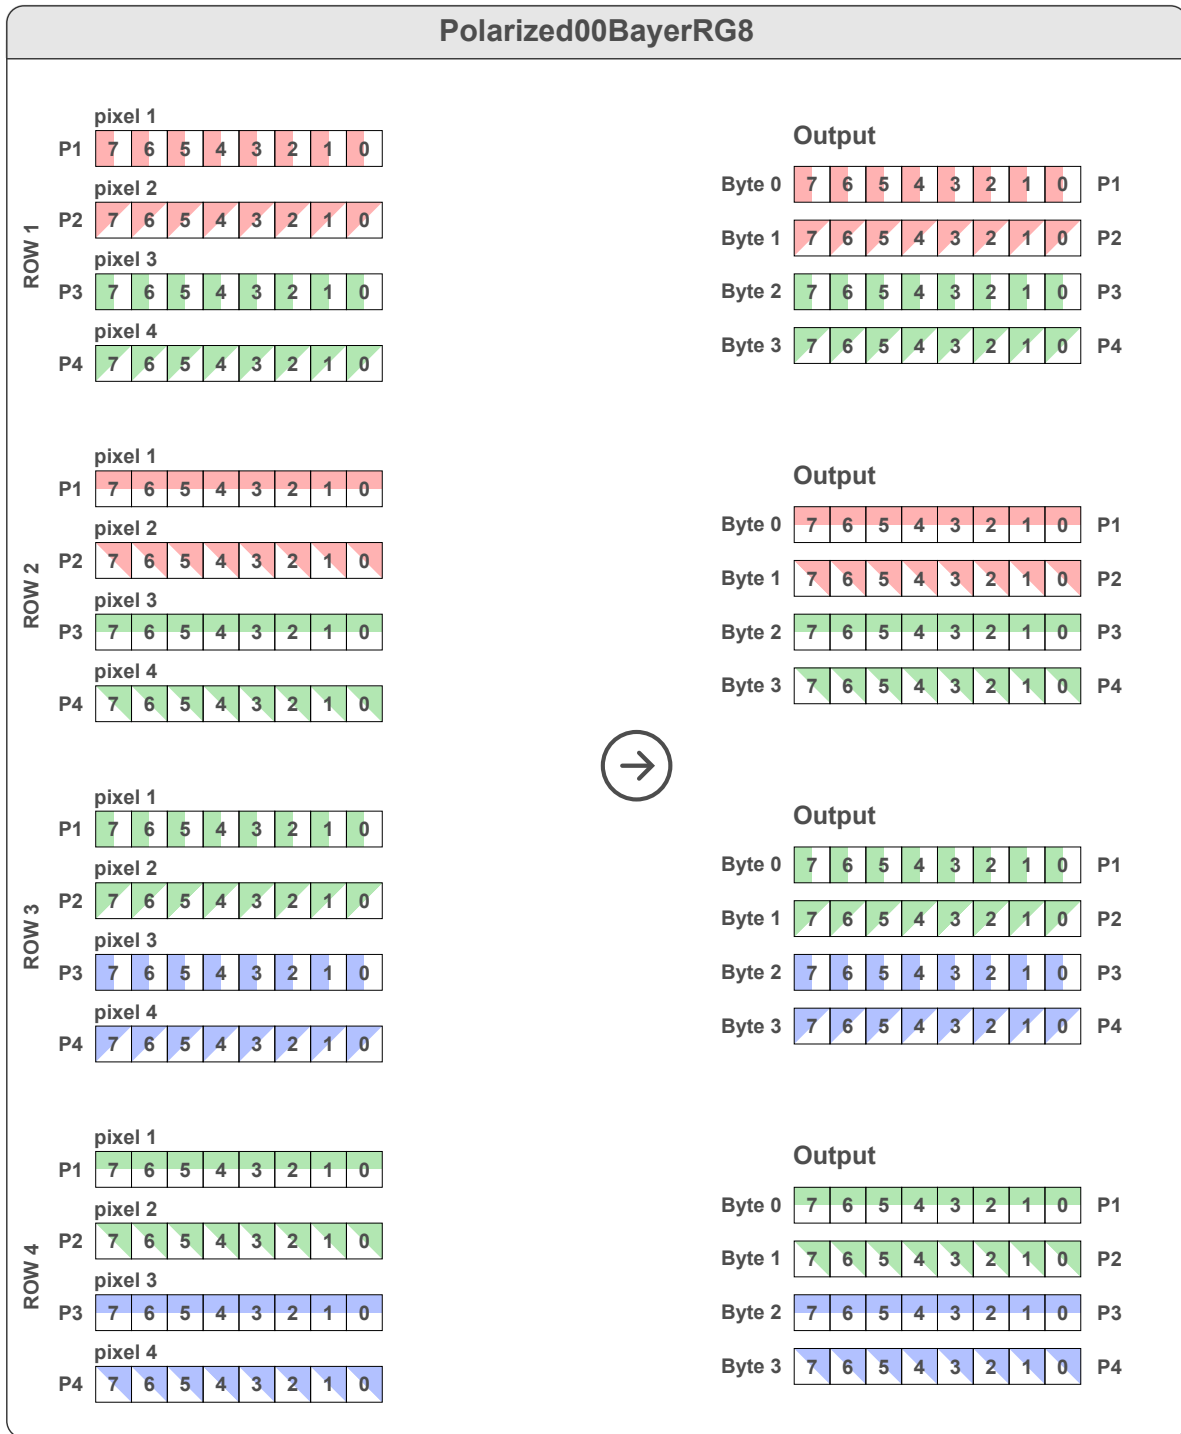 Polarized00BayerRG8
ROW 1
pixel 1
P1 7 6 5 4 3 2 1 0
pixel 2
P2 7 6 5 4 3 2 1 0
pixel 3
P3 7 6 5 4 3 2 1 0
pixel 4
P4 7 6 5 4 3 2 1 0
Output
Byte 0 7 6 5 4 3 2 1 0 P1
Byte 1 7 6 5 4 3 2 1 0 P2
Byte 2 7 6 5 4 3 2 1 0 P3
Byte 3 7 6 5 4 3 2 1 0 P4
ROW 2
pixel 1
P1 7 6 5 4 3 2 1 0
pixel 2
P2 7 6 5 4 3 2 1 0
pixel 3
P3 7 6 5 4 3 2 1 0
pixel 4
P4 7 6 5 4 3 2 1 0
Output
Byte 0 7 6 5 4 3 2 1 0 P1
Byte 1 7 6 5 4 3 2 1 0 P2
Byte 2 7 6 5 4 3 2 1 0 P3
Byte 3 7 6 5 4 3 2 1 0 P4
ROW 3
pixel 1
P1 7 6 5 4 3 2 1 0
pixel 2
P2 7 6 5 4 3 2 1 0
pixel 3
P3 7 6 5 4 3 2 1 0
pixel 4
P4 7 6 5 4 3 2 1 0
Output
Byte 0 7 6 5 4 3 2 1 0 P1
Byte 1 7 6 5 4 3 2 1 0 P2
Byte 2 7 6 5 4 3 2 1 0 P3
Byte 3 7 6 5 4 3 2 1 0 P4
ROW 4
pixel 1
P1 7 6 5 4 3 2 1 0
pixel 2
P2 7 6 5 4 3 2 1 0
pixel 3
P3 7 6 5 4 3 2 1 0
pixel 4
P4 7 6 5 4 3 2 1 0
Output
Byte 0 7 6 5 4 3 2 1 0 P1
Byte 1 7 6 5 4 3 2 1 0 P2
Byte 2 7 6 5 4 3 2 1 0 P3
Byte 3 7 6 5 4 3 2 1 0 P4